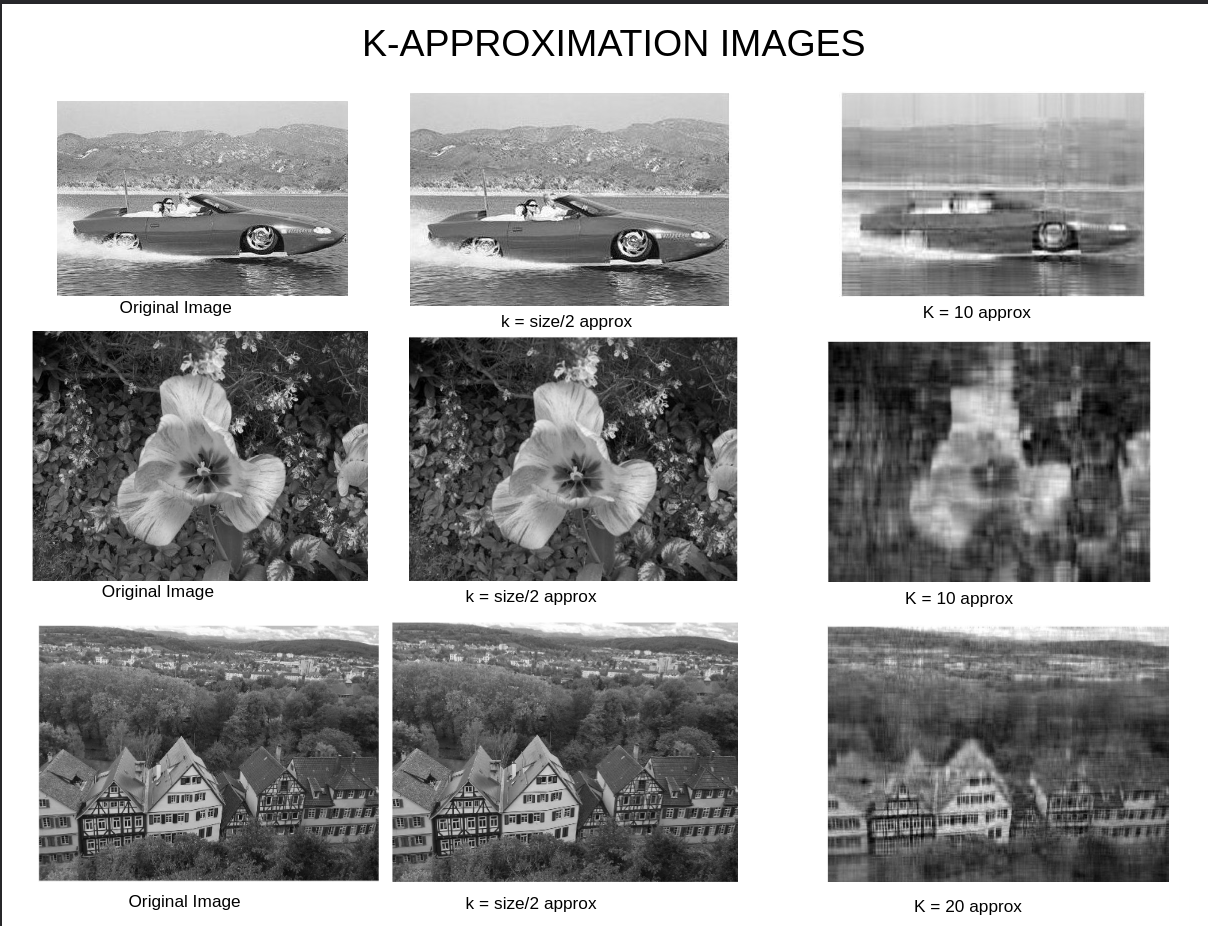 K-APPROXIMATION IMAGES
Original Image
k = size/2 approx
K = 10 approx
Original Image
k = size/2 approx
K = 10 approx
Original Image
k = size/2 approx
K = 20 approx